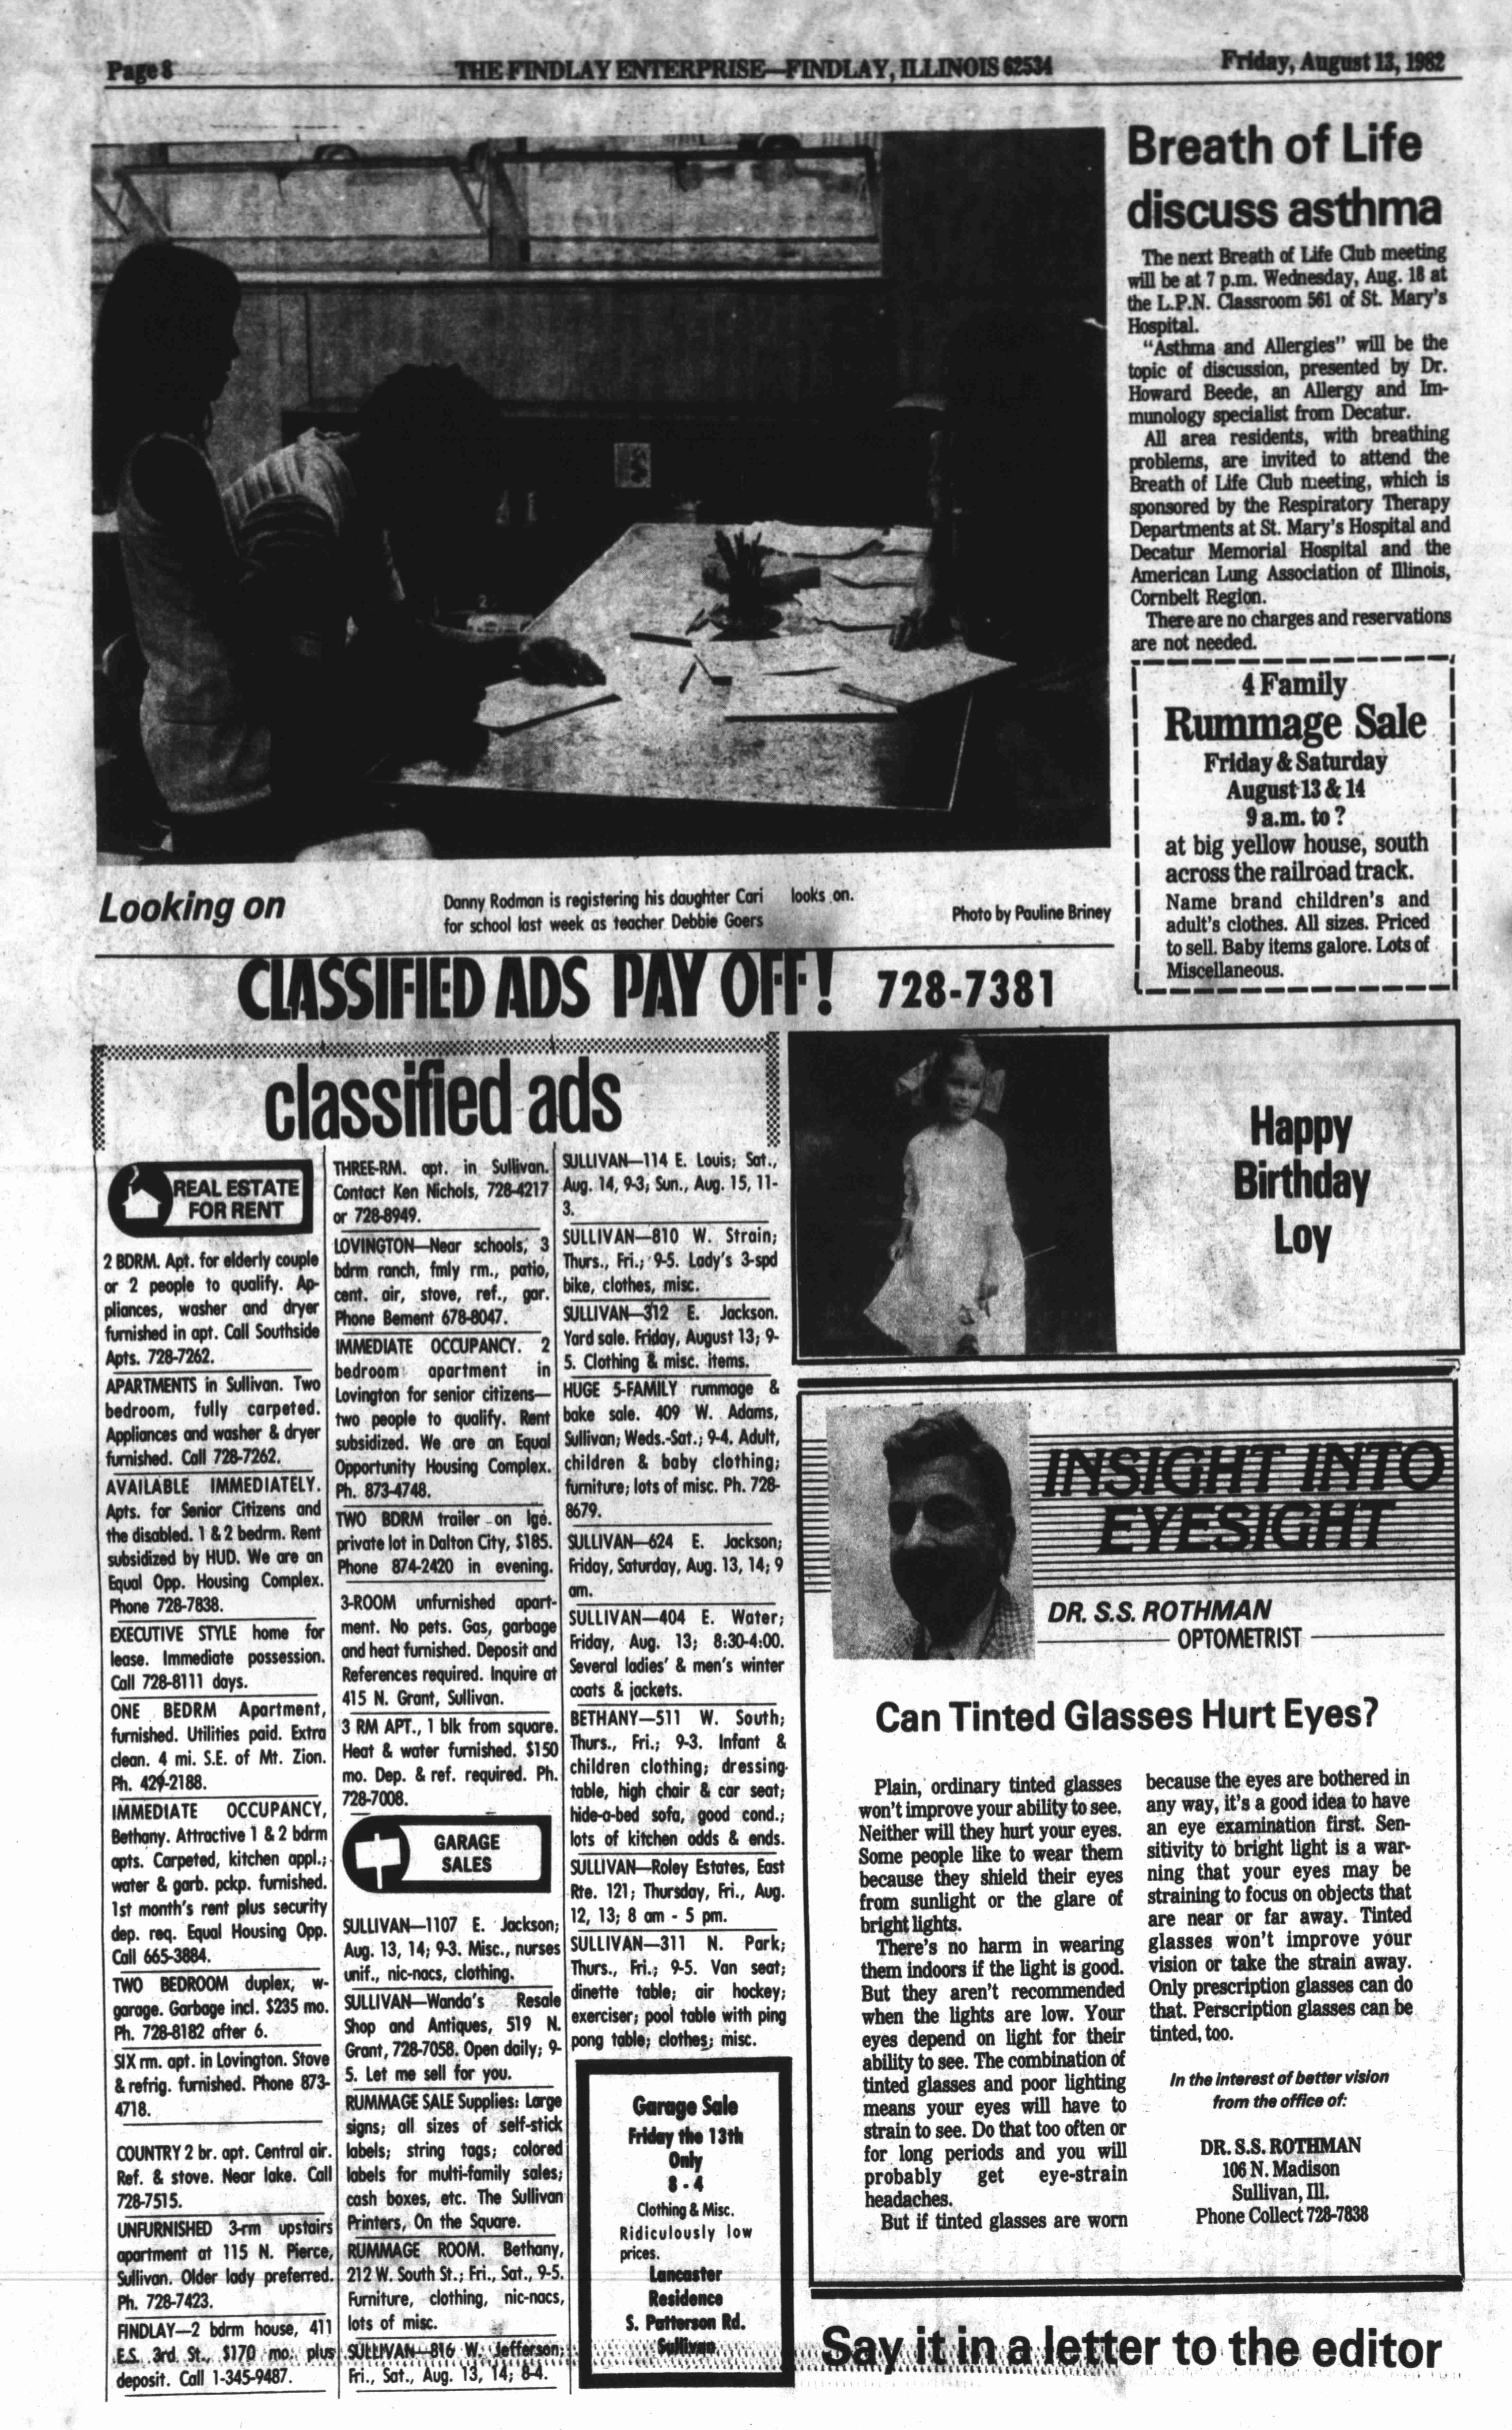 Page 8
THE FINDLAY ENTERPRISE—FINDLAY, ILLINOIS 62534
Friday, August 13, 1982
Breath of Life
discuss asthma
The next Breath of Life Club meeting
will be at 7 p.m. Wednesday, Aug. 18 at
the L.P.N. Classroom 561 of St. Mary's
Hospital.
"Asthma and Allergies" will be the
topic of discussion, presented by Dr.
Howard Beede, an Allergy and Im-
munology specialist from Decatur.
All area residents, with breathing
problems, are invited to attend the
Breath of Life Club meeting, which is
sponsored by the Respiratory Therapy
Departments at St. Mary's Hospital and
Decatur Memorial Hospital and the
American Lung Association of Illinois,
Cornbelt Region.
There are no charges and reservations
are not needed.
4 Family
Rummage Sale
Friday & Saturday
August 13 & 14
9 a.m. to ?
at big yellow house, south
across the railroad track.
Name brand children's and
adult's clothes. All sizes. Priced
to sell. Baby items galore. Lots of
Miscellaneous.
Looking on
Danny Rodman is registering his daughter Cari
for school last week as teacher Debbie Goers
looks on.
Photo by Pauline Briney
CLASSIFIED ADS PAY OFF! 728-7381
classified ads
REAL ESTATE
FOR RENT
2 BDRM. Apt. for elderly couple
or 2 people to qualify. Ap-
pliances, washer and dryer
furnished in apt. Call Southside
Apts. 728-7262.
APARTMENTS in Sullivan. Two
bedroom, fully carpeted.
Appliances and washer & dryer
furnished. Call 728-7262.
AVAILABLE IMMEDIATELY.
Apts. for Senior Citizens and
the disabled. 1 & 2 bedrm. Rent
subsidized by HUD. We are an
Equal Opp. Housing Complex.
Phone 728-7838.
EXECUTIVE STYLE home for
lease. Immediate possession.
Call 728-8111 days.
ONE BEDRM Apartment,
furnished. Utilities paid. Extra
clean. 4 mi. S.E. of Mt. Zion.
Ph. 429-2188.
IMMEDIATE OCCUPANCY,
Bethany. Attractive 1 & 2 bdrm
apts. Carpeted, kitchen appl.;
water & garb. pckp. furnished.
1st month's rent plus security
dep. req. Equal Housing Opp.
Call 665-3884.
TWO BEDROOM duplex, w-
garage. Garbage incl. $235 mo.
Ph. 728-8182 after 6.
SIX rm. apt. in Lovington. Stove
& refrig. furnished. Phone 873-
4718.
COUNTRY 2 br. apt. Central air.
Ref. & stove. Near lake. Call
728-7515.
UNFURNISHED 3-rm upstairs
apartment at 115 N. Pierce,
Sullivan. Older lady preferred.
Ph. 728-7423.
FINDLAY—2 bdrm house, 411
E.S. 3rd St., $170 mo. plus
deposit. Call 1-345-9487.
THREE-RM. apt. in Sullivan.
Contact Ken Nichols, 728-4217
or 728-8949.
LOVINGTON—Near schools, 3
bdrm ranch, fmly rm., patio,
cent. air, stove, ref., gar.
Phone Bement 678-8047.
IMMEDIATE OCCUPANCY. 2
bedroom apartment in
Lovington for senior citizens—
two people to qualify. Rent
subsidized. We are an Equal
Opportunity Housing Complex.
Ph. 873-4748.
TWO BDRM trailer on lge.
private lot in Dalton City, $185.
Phone 874-2420 in evening.
3-ROOM unfurnished apart-
ment. No pets. Gas, garbage
and heat furnished. Deposit and
References required. Inquire at
415 N. Grant, Sullivan.
3 RM APT., 1 blk from square.
Heat & water furnished. $150
mo. Dep. & ref. required. Ph.
728-7008.
GARAGE
SALES
SULLIVAN—1107 E. Jackson;
Aug. 13, 14; 9-3. Misc., nurses
unif., nic-nacs, clothing.
SULLIVAN—Wanda's Resale
Shop and Antiques, 519 N.
Grant, 728-7058. Open daily; 9-
5. Let me sell for you.
RUMMAGE SALE Supplies: Large
signs; all sizes of self-stick
labels; string tags; colored
labels for multi-family sales;
cash boxes, etc. The Sullivan
Printers, On the Square.
RUMMAGE ROOM. Bethany,
212 W. South St.; Fri., Sat., 9-5.
Furniture, clothing, nic-nacs,
lots of misc.
SULLIVAN—816 W. Jefferson;
Fri., Sat., Aug. 13, 14; 8-4.
SULLIVAN—114 E. Louis; Sat.,
Aug. 14, 9-3; Sun., Aug. 15, 11-
3.
SULLIVAN—810 W. Strain;
Thurs., Fri.; 9-5. Lady's 3-spd
bike, clothes, misc.
SULLIVAN—312 E. Jackson.
Yard sale. Friday, August 13; 9-
5. Clothing & misc. items.
HUGE 5-FAMILY rummage &
bake sale. 409 W. Adams,
Sullivan; Weds.-Sat.; 9-4. Adult,
children & baby clothing;
furniture; lots of misc. Ph. 728-
8679.
SULLIVAN—624 E. Jackson;
Friday, Saturday, Aug. 13, 14; 9
am.
SULLIVAN—404 E. Water;
Friday, Aug. 13; 8:30-4:00.
Several ladies' & men's winter
coats & jackets.
BETHANY—511 W. South;
Thurs., Fri.; 9-3. Infant &
children clothing; dressing-
table, high chair & car seat;
hide-a-bed sofa, good cond.;
lots of kitchen odds & ends.
SULLIVAN—Roley Estates, East
Rte. 121; Thursday, Fri., Aug.
12, 13; 8 am - 5 pm.
SULLIVAN—311 N. Park;
Thurs., Fri.; 9-5. Van seat;
dinette table; air hockey;
exerciser; pool table with ping
pong table; clothes; misc.
Garage Sale
Friday the 13th
Only
8 - 4
Clothing & Misc.
Ridiculously low
prices.
Lancaster
Residence
S. Patterson Rd.
Sullivan
Happy
Birthday
Loy
INSIGHT INTO
EYESIGHT
DR. S.S. ROTHMAN
OPTOMETRIST
Can Tinted Glasses Hurt Eyes?
Plain, ordinary tinted glasses
won't improve your ability to see.
Neither will they hurt your eyes.
Some people like to wear them
because they shield their eyes
from sunlight or the glare of
bright lights.
There's no harm in wearing
them indoors if the light is good.
But they aren't recommended
when the lights are low. Your
eyes depend on light for their
ability to see. The combination of
tinted glasses and poor lighting
means your eyes will have to
strain to see. Do that too often or
for long periods and you will
probably get eye-strain
headaches.
But if tinted glasses are worn
because the eyes are bothered in
any way, it's a good idea to have
an eye examination first. Sen-
sitivity to bright light is a war-
ning that your eyes may be
straining to focus on objects that
are near or far away. Tinted
glasses won't improve your
vision or take the strain away.
Only prescription glasses can do
that. Perscription glasses can be
tinted, too.
In the interest of better vision
from the office of:
DR. S.S. ROTHMAN
106 N. Madison
Sullivan, Ill.
Phone Collect 728-7838
Say it in a letter to the editor